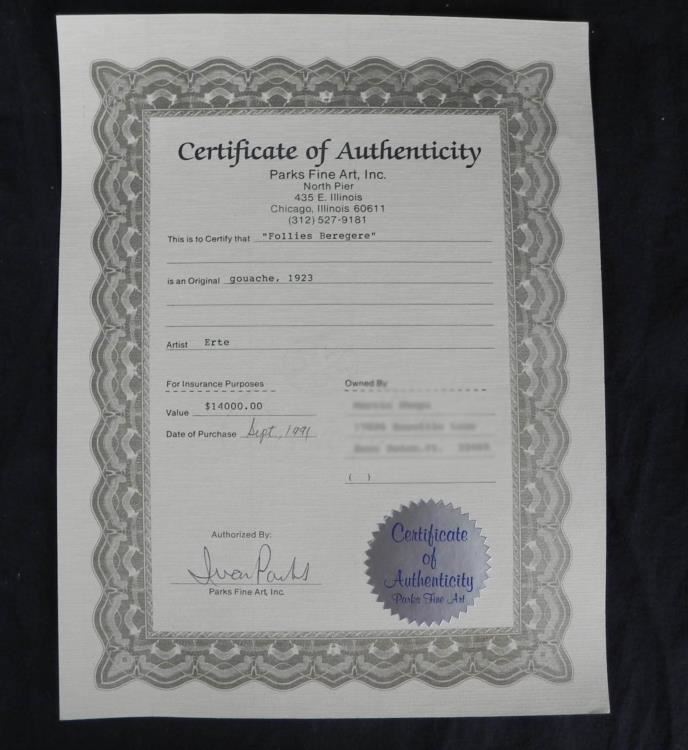 Certificate of Authenticity
Parks Fine Art, Inc.
North Pier
435 E. Illinois
Chicago, Illinois 60611
(312) 527-9181
This is to Certify that "Follies Beregere"
is an Original gouache, 1923
Artist Erte
For Insurance Purposes
Value $14000.00
Date of Purchase Sept, 1991
Owned By
( )
Authorized By:
Ivan Parks
Parks Fine Art, Inc.
Certificate
of
Authenticity
Parks Fine Art